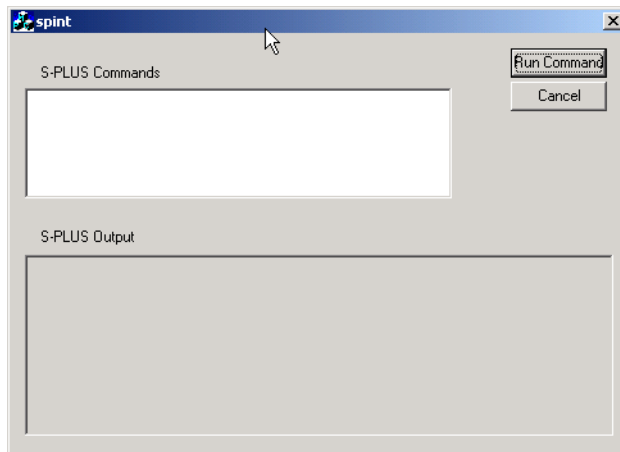 spint
S-PLUS Commands
Run Command
Cancel
S-PLUS Output